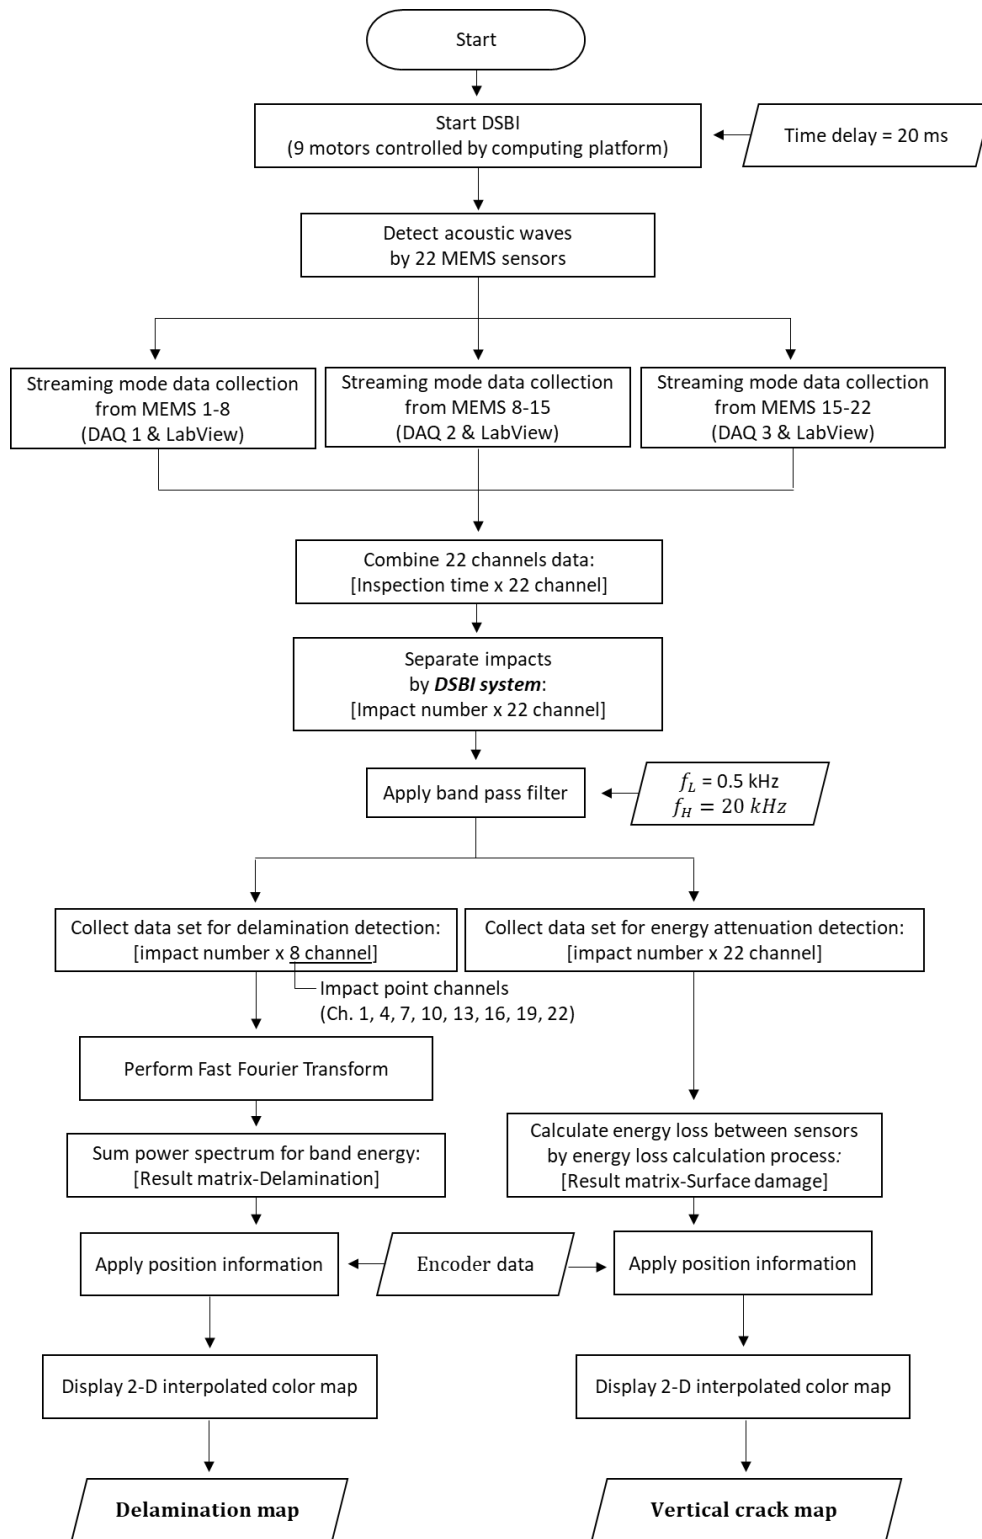 Start
Start DSBI
(9 motors controlled by computing platform)
Time delay = 20 ms
Detect acoustic waves
by 22 MEMS sensors
Streaming mode data collection
from MEMS 1-8
(DAQ 1 & LabView)
Streaming mode data collection
from MEMS 8-15
(DAQ 2 & LabView)
Streaming mode data collection
from MEMS 15-22
(DAQ 3 & LabView)
Combine 22 channels data:
[Inspection time x 22 channel]
Separate impacts
by DSBI system:
[Impact number x 22 channel]
Apply band pass filter
f_L = 0.5 kHz
f_H = 20 kHz
Collect data set for delamination detection:
[impact number x 8 channel]
Impact point channels
(Ch. 1, 4, 7, 10, 13, 16, 19, 22)
Collect data set for energy attenuation detection:
[impact number x 22 channel]
Perform Fast Fourier Transform
Sum power spectrum for band energy:
[Result matrix-Delamination]
Calculate energy loss between sensors
by energy loss calculation process:
[Result matrix-Surface damage]
Apply position information
Encoder data
Apply position information
Display 2-D interpolated color map
Display 2-D interpolated color map
Delamination map
Vertical crack map